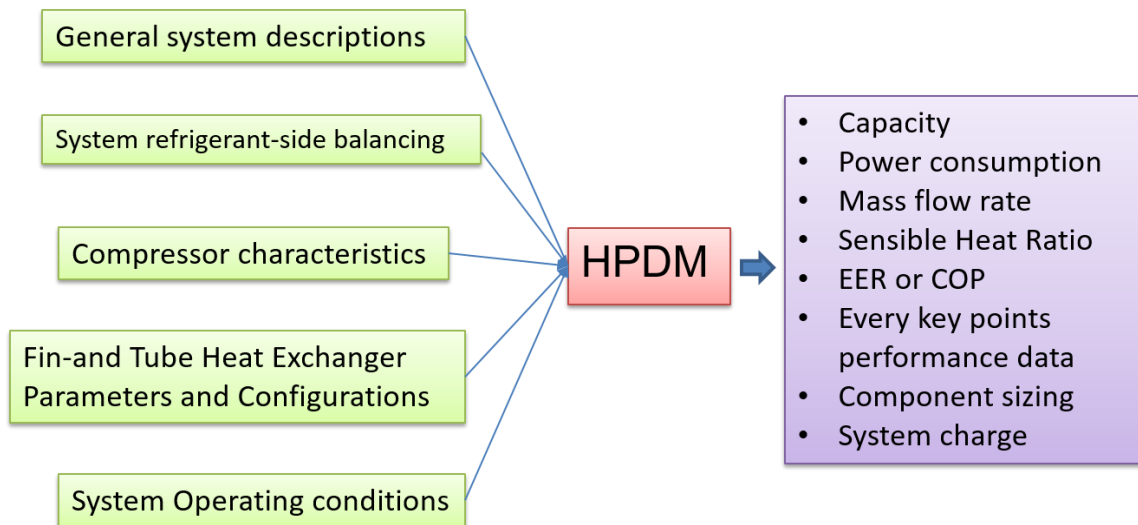 General system descriptions
System refrigerant-side balancing
Compressor characteristics
Fin-and Tube Heat Exchanger
Parameters and Configurations
System Operating conditions
HPDM
• Capacity
• Power consumption
• Mass flow rate
• Sensible Heat Ratio
• EER or COP
• Every key points
performance data
• Component sizing
• System charge